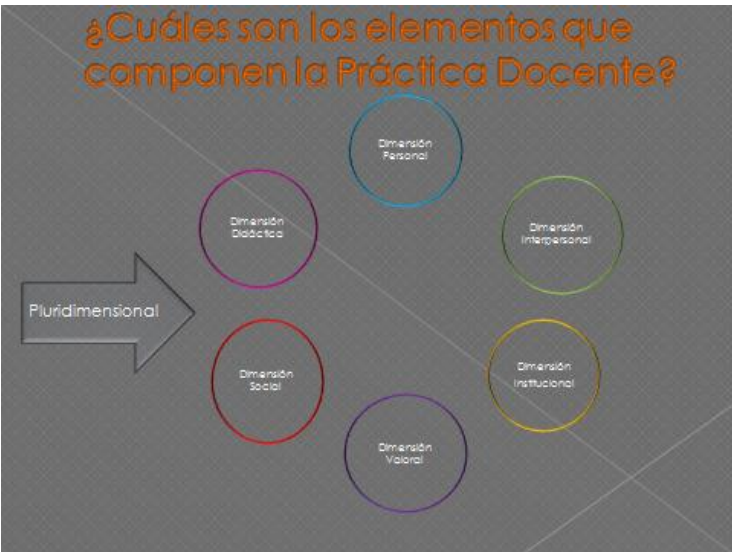 ¿Cuáles son los elementos que
componen la Práctica Docente?
Dimensión
Personal
Dimensión
Didáctica
Dimensión
Interpersonal
Pluridimensional
Dimensión
Social
Dimensión
Institucional
Dimensión
Valoral